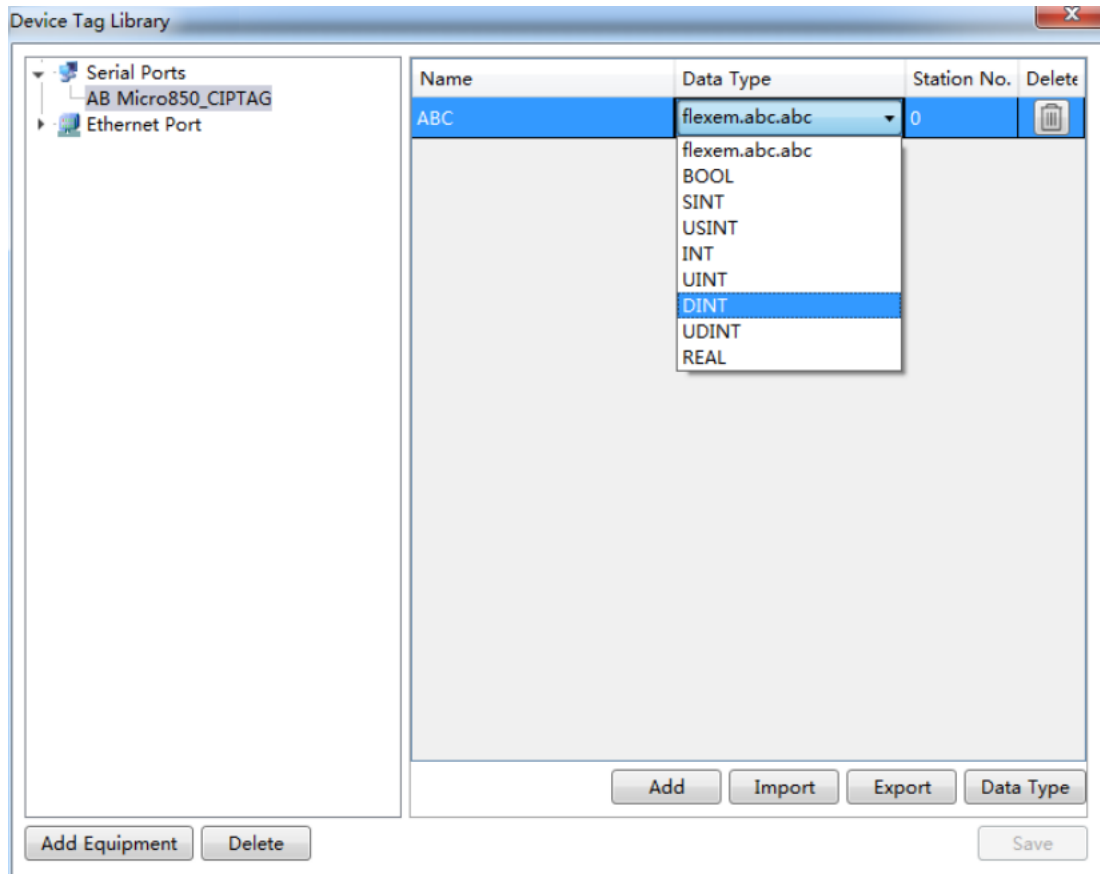 Device Tag Library
Serial Ports
AB Micro850_CIPTAG
Ethernet Port
Name Data Type Station No. Delete
ABC flexem.abc.abc 0
flexem.abc.abc
BOOL
SINT
USINT
INT
UINT
DINT
UDINT
REAL
Add Import Export Data Type
Add Equipment Delete Save